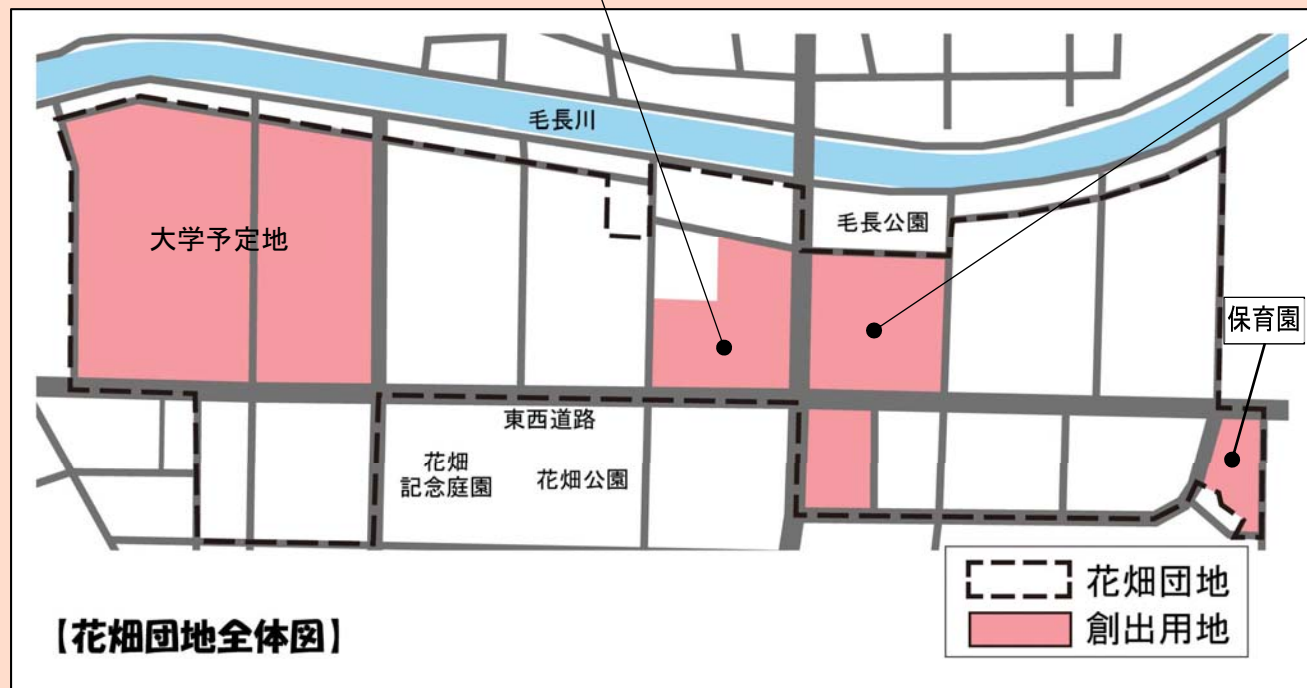 毛長川
毛長公園
大学予定地
保育園
東西道路
花畑
記念庭園
花畑公園
花畑団地
創出用地
【花畑団地全体図】